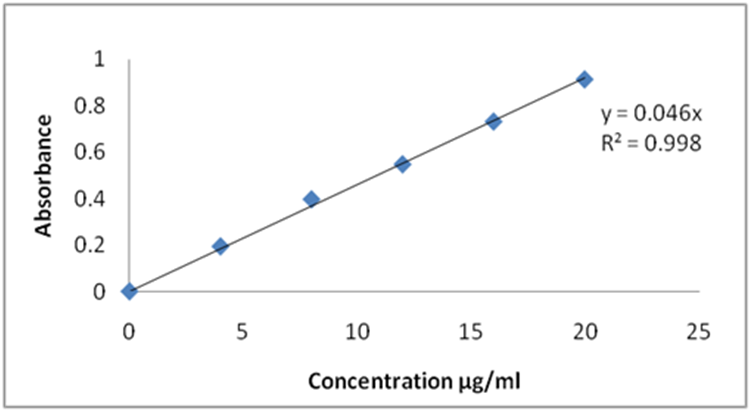 1
0.8
0.6
0.4
0.2
0
Absorbance
y = 0.046x
R² = 0.998
0 5 10 15 20 25
Concentration µg/ml